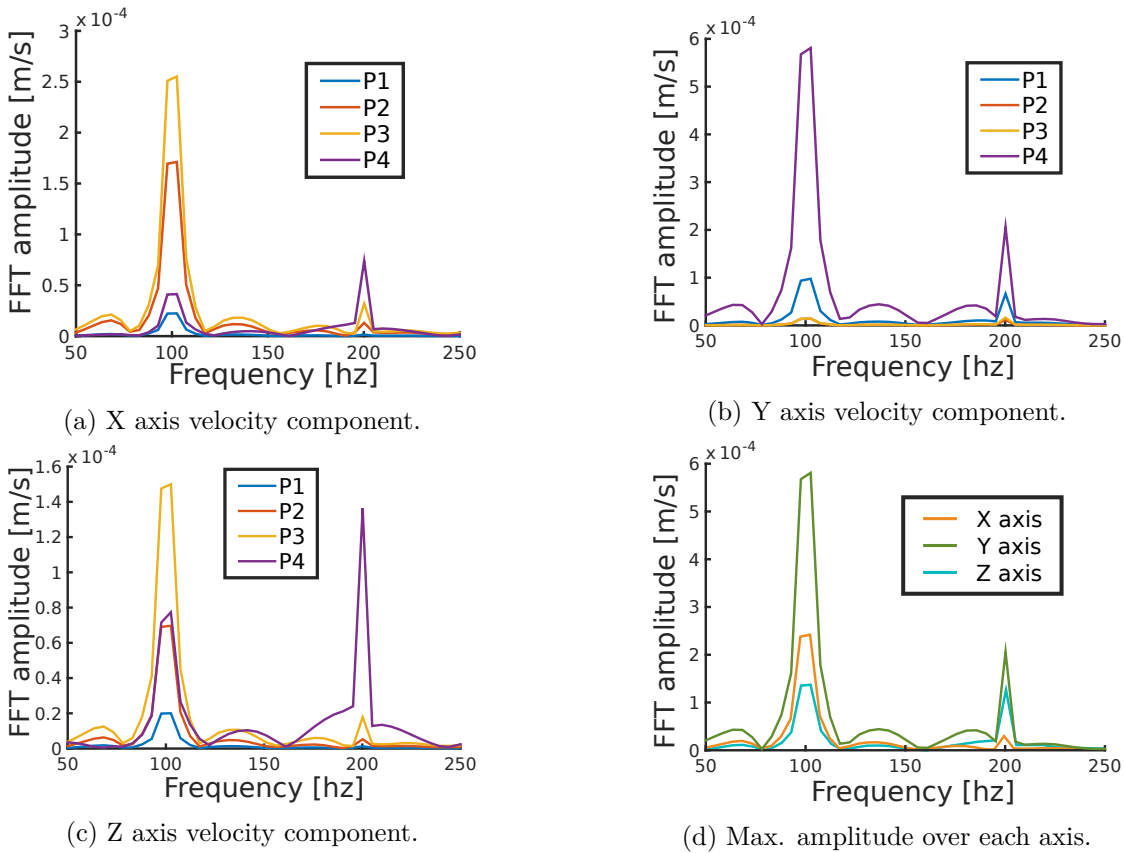 ×10-4
3
2.5
2
1.5
1
0.5
0
50 100 150 200 250
FFT amplitude [m/s]
Frequency [hz]
P1
P2
P3
P4
(a) X axis velocity component.
×10-4
6
5
4
3
2
1
0
50 100 150 200 250
FFT amplitude [m/s]
Frequency [hz]
P1
P2
P3
P4
(b) Y axis velocity component.
×10-4
1.6
1.4
1.2
1
0.8
0.6
0.4
0.2
0
50 100 150 200 250
FFT amplitude [m/s]
Frequency [hz]
P1
P2
P3
P4
(c) Z axis velocity component.
×10-4
6
5
4
3
2
1
0
50 100 150 200 250
FFT amplitude [m/s]
Frequency [hz]
X axis
Y axis
Z axis
(d) Max. amplitude over each axis.